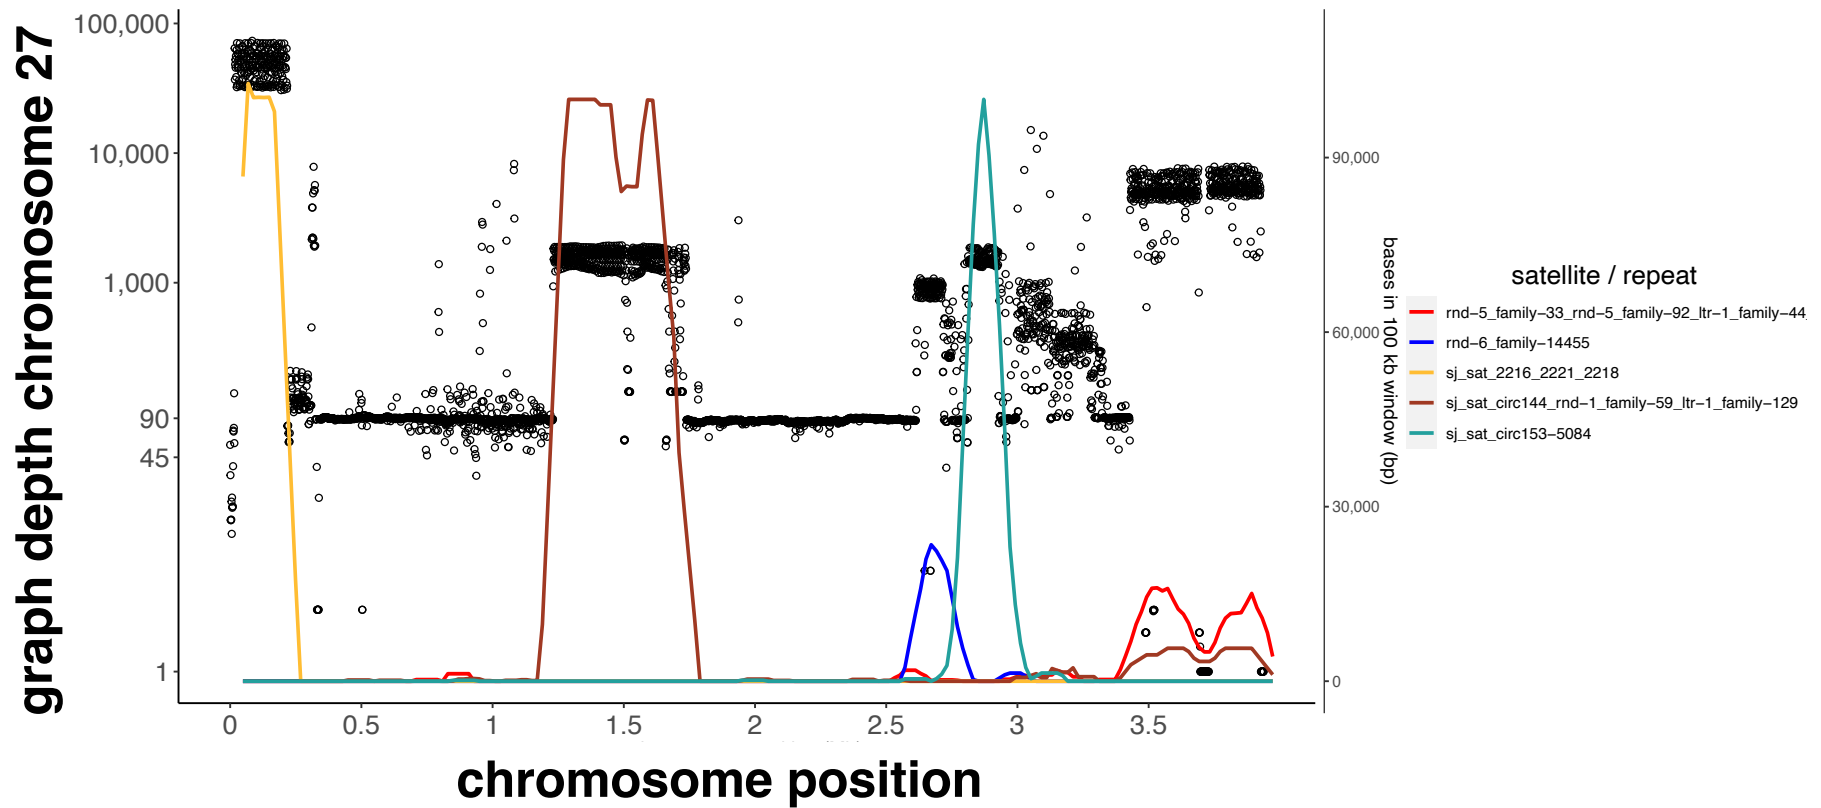 graph depth chromosome 27
100,000
10,000
1,000
90
45
1
0
0.5
1
1.5
2
2.5
3
3.5
chromosome position
90,000
60,000
30,000
0
bases in 100 kb window (bp)
satellite / repeat
rnd-5_family-33_rnd-5_family-92_ltr-1_family-44
rnd-6_family-14455
sj_sat_2216_2221_2218
sj_sat_circ144_rnd-1_family-59_ltr-1_family-129
sj_sat_circ153-5084